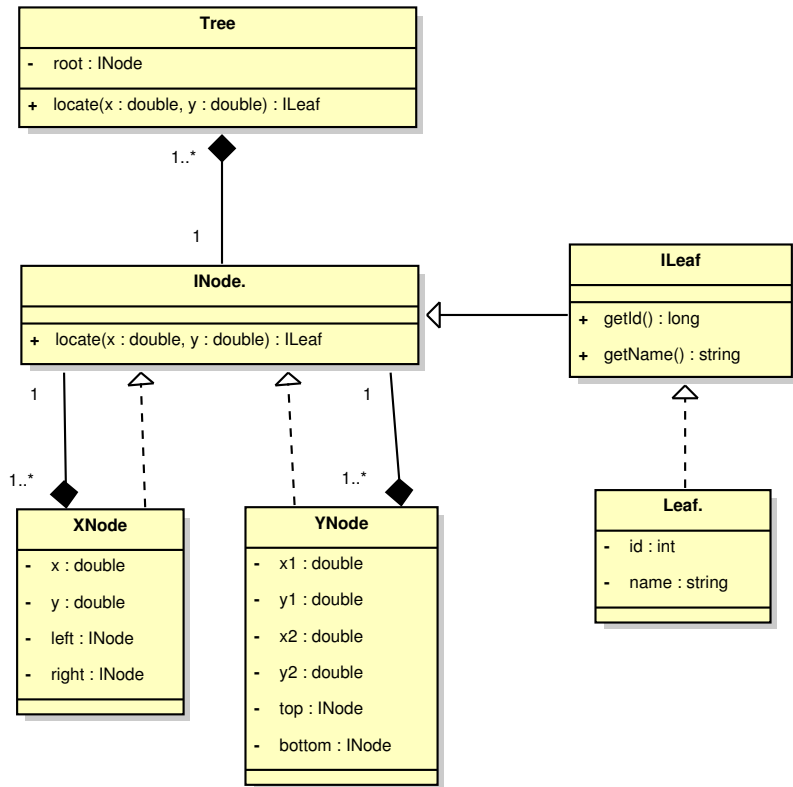 Tree
- root : INode
+ locate(x : double, y : double) : ILeaf
1..*
1
INode.
+ locate(x : double, y : double) : ILeaf
ILeaf
+ getId() : long
+ getName() : string
1
1
1..*
1..*
XNode
- x : double
- y : double
- left : INode
- right : INode
YNode
- x1 : double
- y1 : double
- x2 : double
- y2 : double
- top : INode
- bottom : INode
Leaf.
- id : int
- name : string